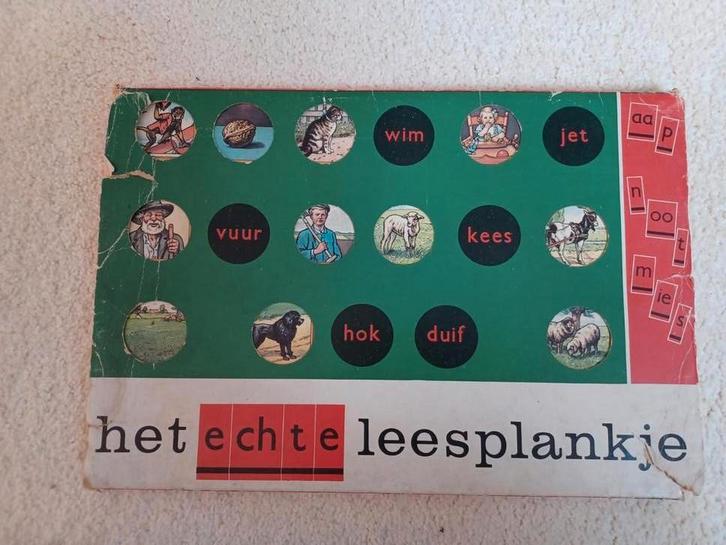 wim jet
vuur kees
hok duif
aap
noot
mies
het echte leesplankje